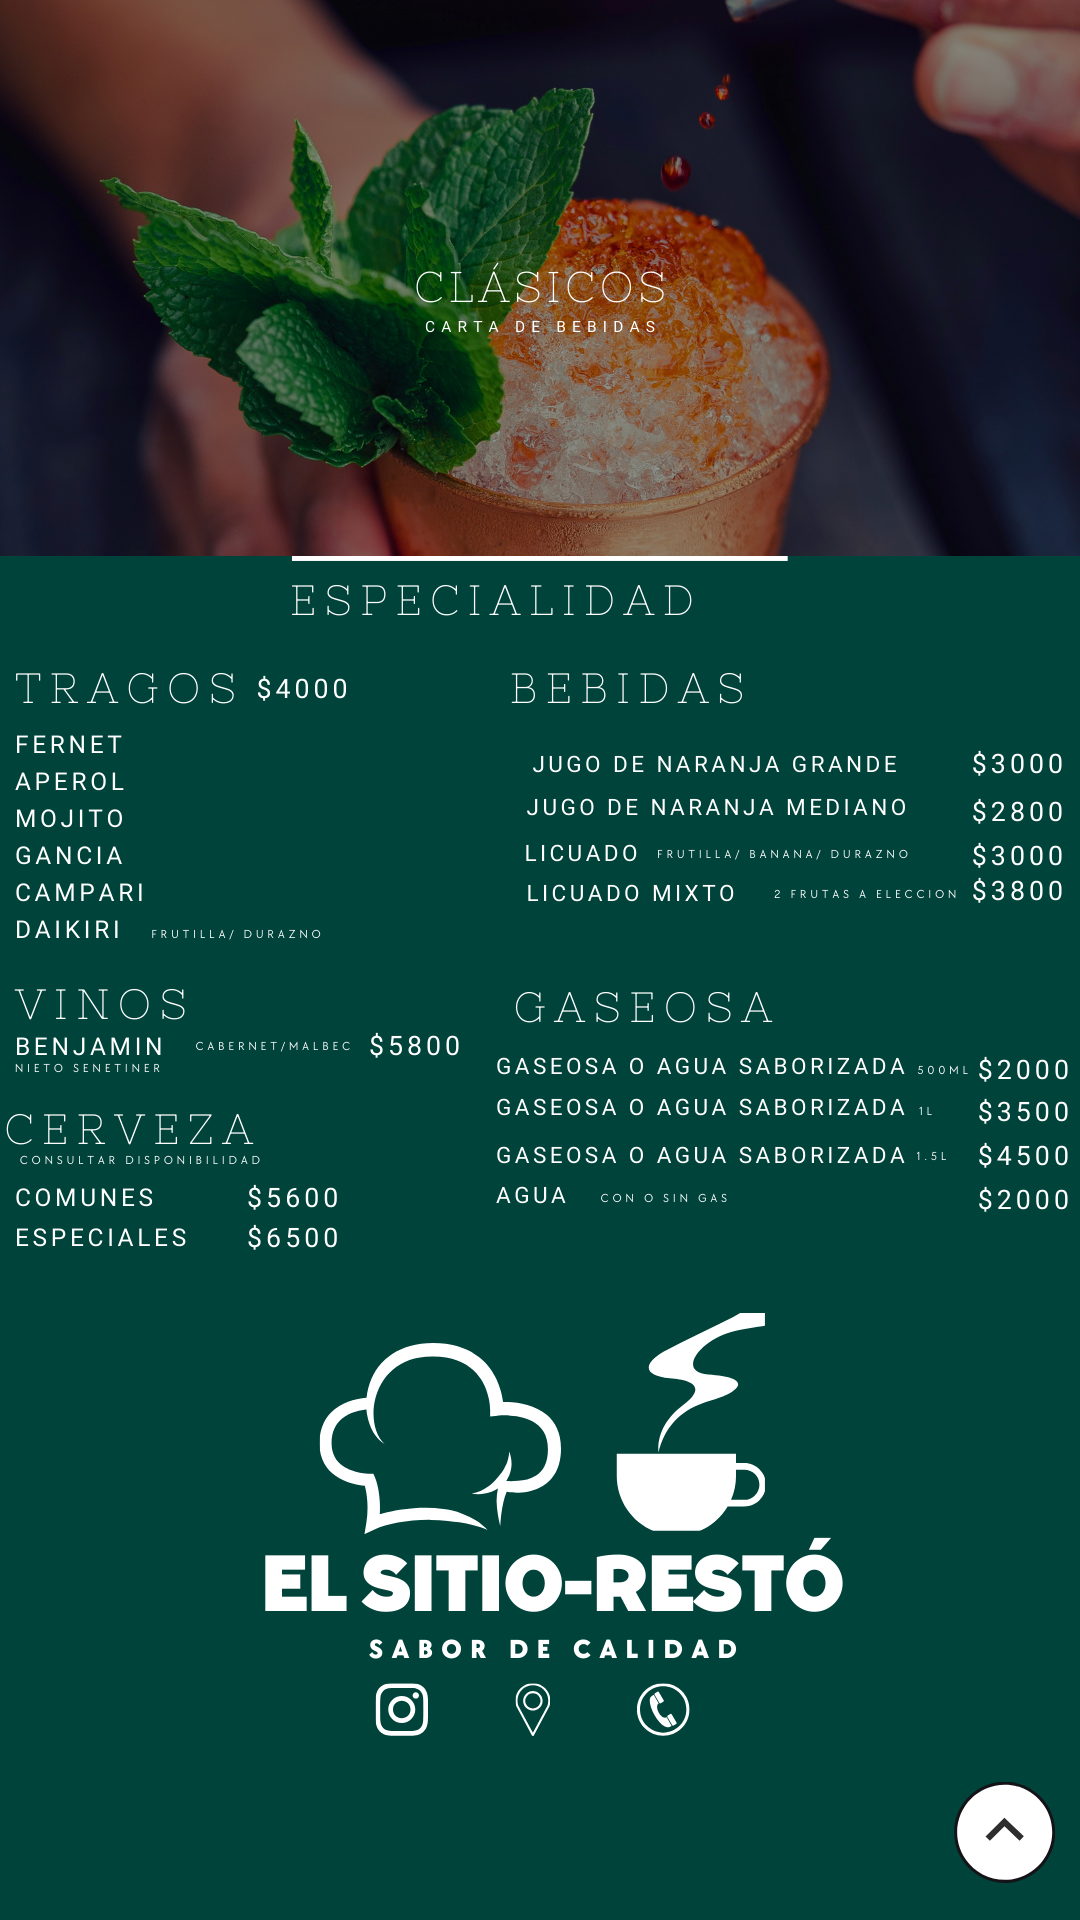 CLÁSICOS
CARTA DE BEBIDAS
ESPECIALIDAD
TRAGOS $4000
FERNET
APEROL
MOJITO
GANCIA
CAMPARI
DAIKIRI FRUTILLA/ DURAZNO
VINOS
BENJAMIN CABERNET/MALBEC $5800
NIETO SENETINER
CERVEZA
CONSULTAR DISPONIBILIDAD
COMUNES $5600
ESPECIALES $6500
BEBIDAS
JUGO DE NARANJA GRANDE $3000
JUGO DE NARANJA MEDIANO $2800
LICUADO FRUTILLA/ BANANA/ DURAZNO $3000
LICUADO MIXTO 2 FRUTAS A ELECCION $3800
GASEOSA
GASEOSA O AGUA SABORIZADA 500ML $2000
GASEOSA O AGUA SABORIZADA 1L $3500
GASEOSA O AGUA SABORIZADA 1.5L $4500
AGUA CON O SIN GAS $2000
EL SITIO-RESTÓ
SABOR DE CALIDAD